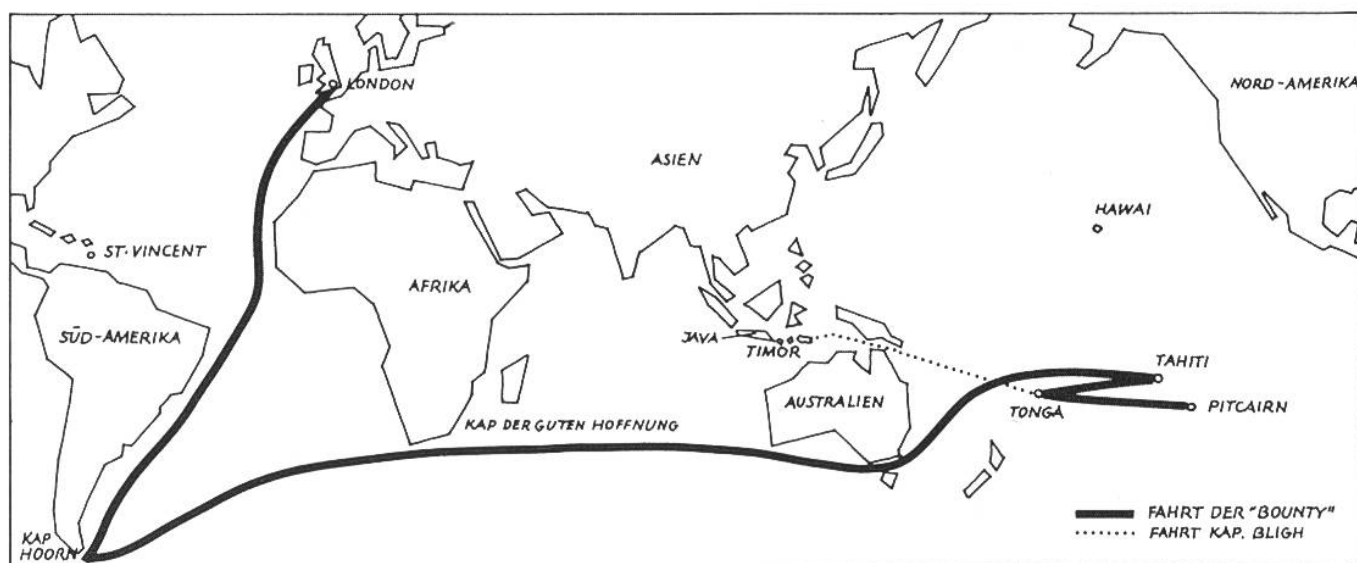 LONDON
NORD-AMERIKA
ASIEN
HAWAI
ST·VINCENT
AFRIKA
SÜD-AMERIKA
JAVA
TIMOR
TAHITI
AUSTRALIEN
TONGA
PITCAIRN
KAP DER GUTEN HOFFNUNG
KAP
HOORN
FAHRT DER "BOUNTY"
FAHRT KAP. BLIGH